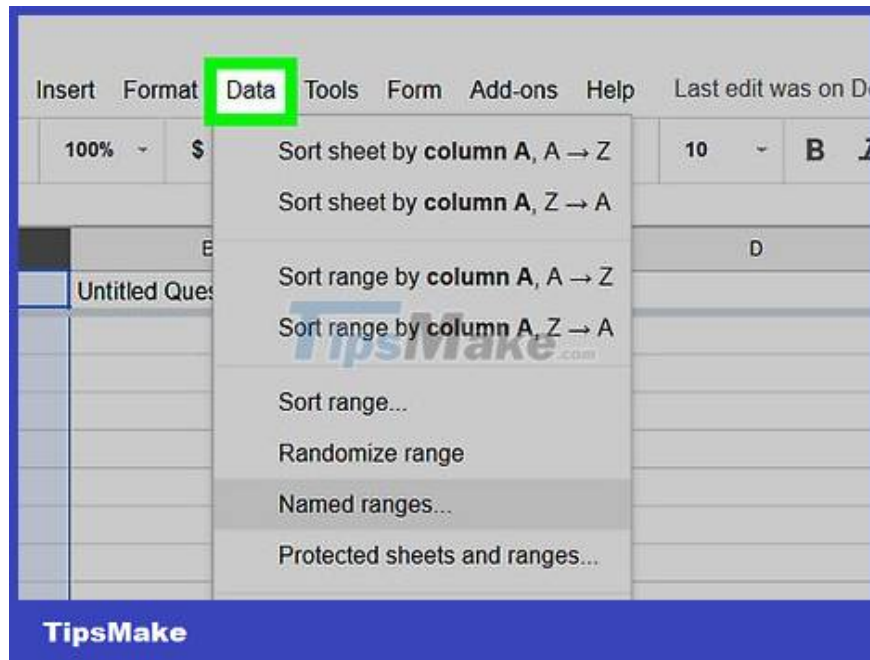 Insert Format Data Tools Form Add-ons Help Last edit was on
100% $ 10 B I
Sort sheet by column A, A → Z
Sort sheet by column A, Z → A
D
Untitled
Sort range by column A, A → Z
Sort range by column A, Z → A
TipsMake.com
Sort range...
Randomize range
Named ranges...
Protected sheets and ranges...
TipsMake